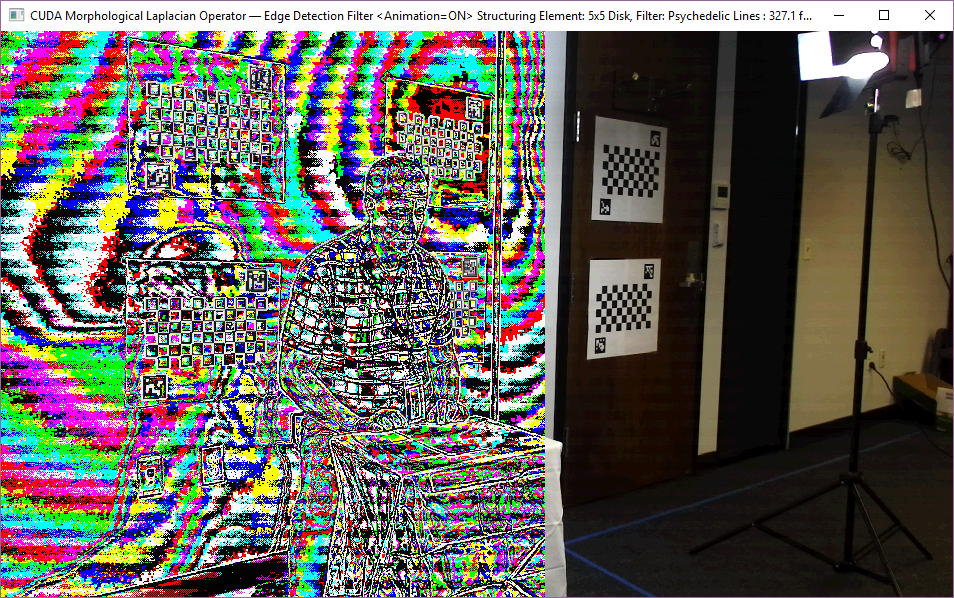 CUDA Morphological Laplacian Operator — Edge Detection Filter <Animation=ON> Structuring Element: 5x5 Disk, Filter: Psychedelic Lines : 327.1 f...